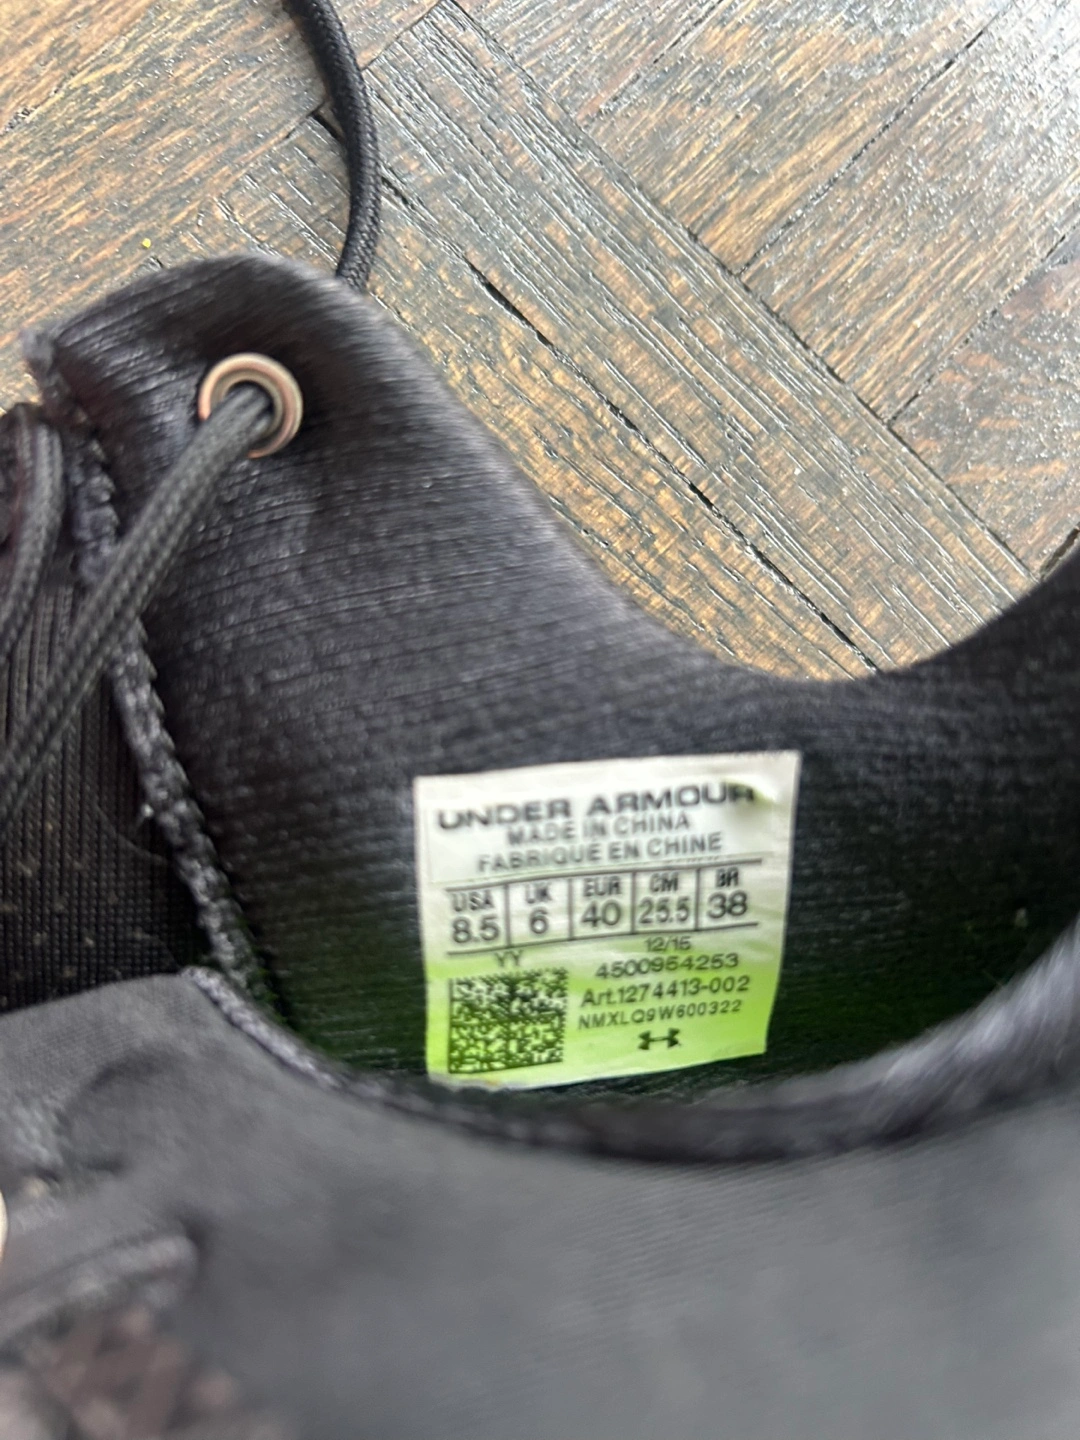 UNDER ARMOUR
MADE IN CHINA
FABRIQUE EN CHINE
USA UK EUR CM BR
8.5 6 40 25.5 38
YY 12/15
4500954253
Art.1274413-002
NMXLQ9W600322